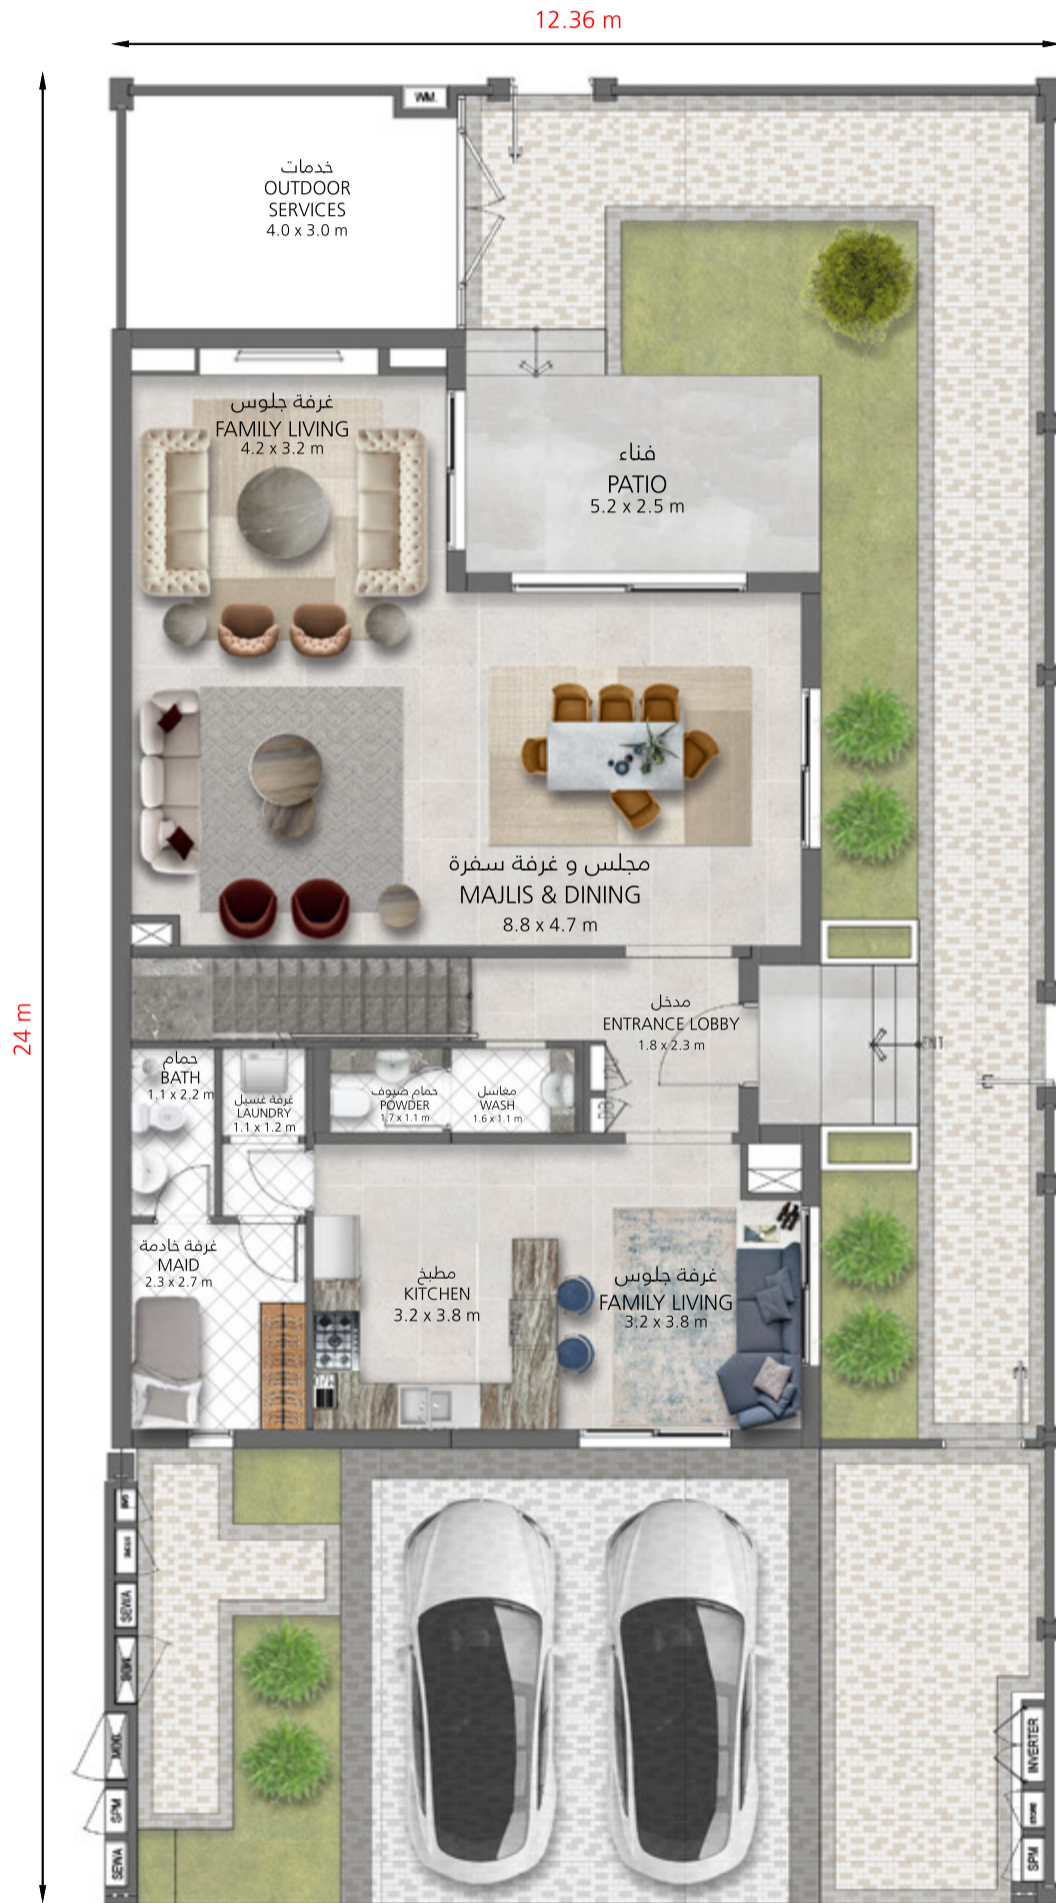 12.36 m
24 m
WM.
خدمات
OUTDOOR
SERVICES
4.0 x 3.0 m
غرفة جلوس
FAMILY LIVING
4.2 x 3.2 m
فناء
PATIO
5.2 x 2.5 m
مجلس و غرفة سفرة
MAJLIS & DINING
8.8 x 4.7 m
مدخل
ENTRANCE LOBBY
1.8 x 2.3 m
حمام
BATH
1.1 x 2.2 m
غرفة غسيل
LAUNDRY
1.1 x 1.2 m
حمام ضيوف
POWDER
1.7 x 1.1 m
مغاسل
WASH
1.6 x 1.1 m
غرفة خادمة
MAID
2.3 x 2.7 m
مطبخ
KITCHEN
3.2 x 3.8 m
غرفة جلوس
FAMILY LIVING
3.2 x 3.8 m
SEWA
SPM
SEWA
INVERTER
SPM